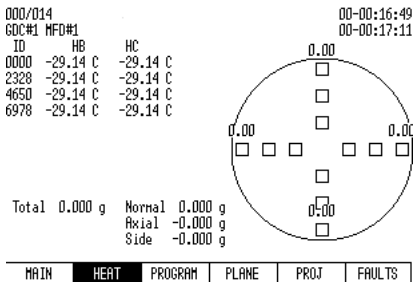 000/014
00-00:16:49
GDC#1 MFD#1
00-00:17:11
ID HB HC
0000 -29.14 C -29.14 C
2328 -29.14 C -29.14 C
4650 -29.14 C -29.14 C
6978 -29.14 C -29.14 C
0.00
0.00 0.00
0.00
Total 0.000 g Normal 0.000 g
Axial -0.000 g
Side -0.000 g
MAIN HEAT PROGRAM PLANE PROJ FAULTS